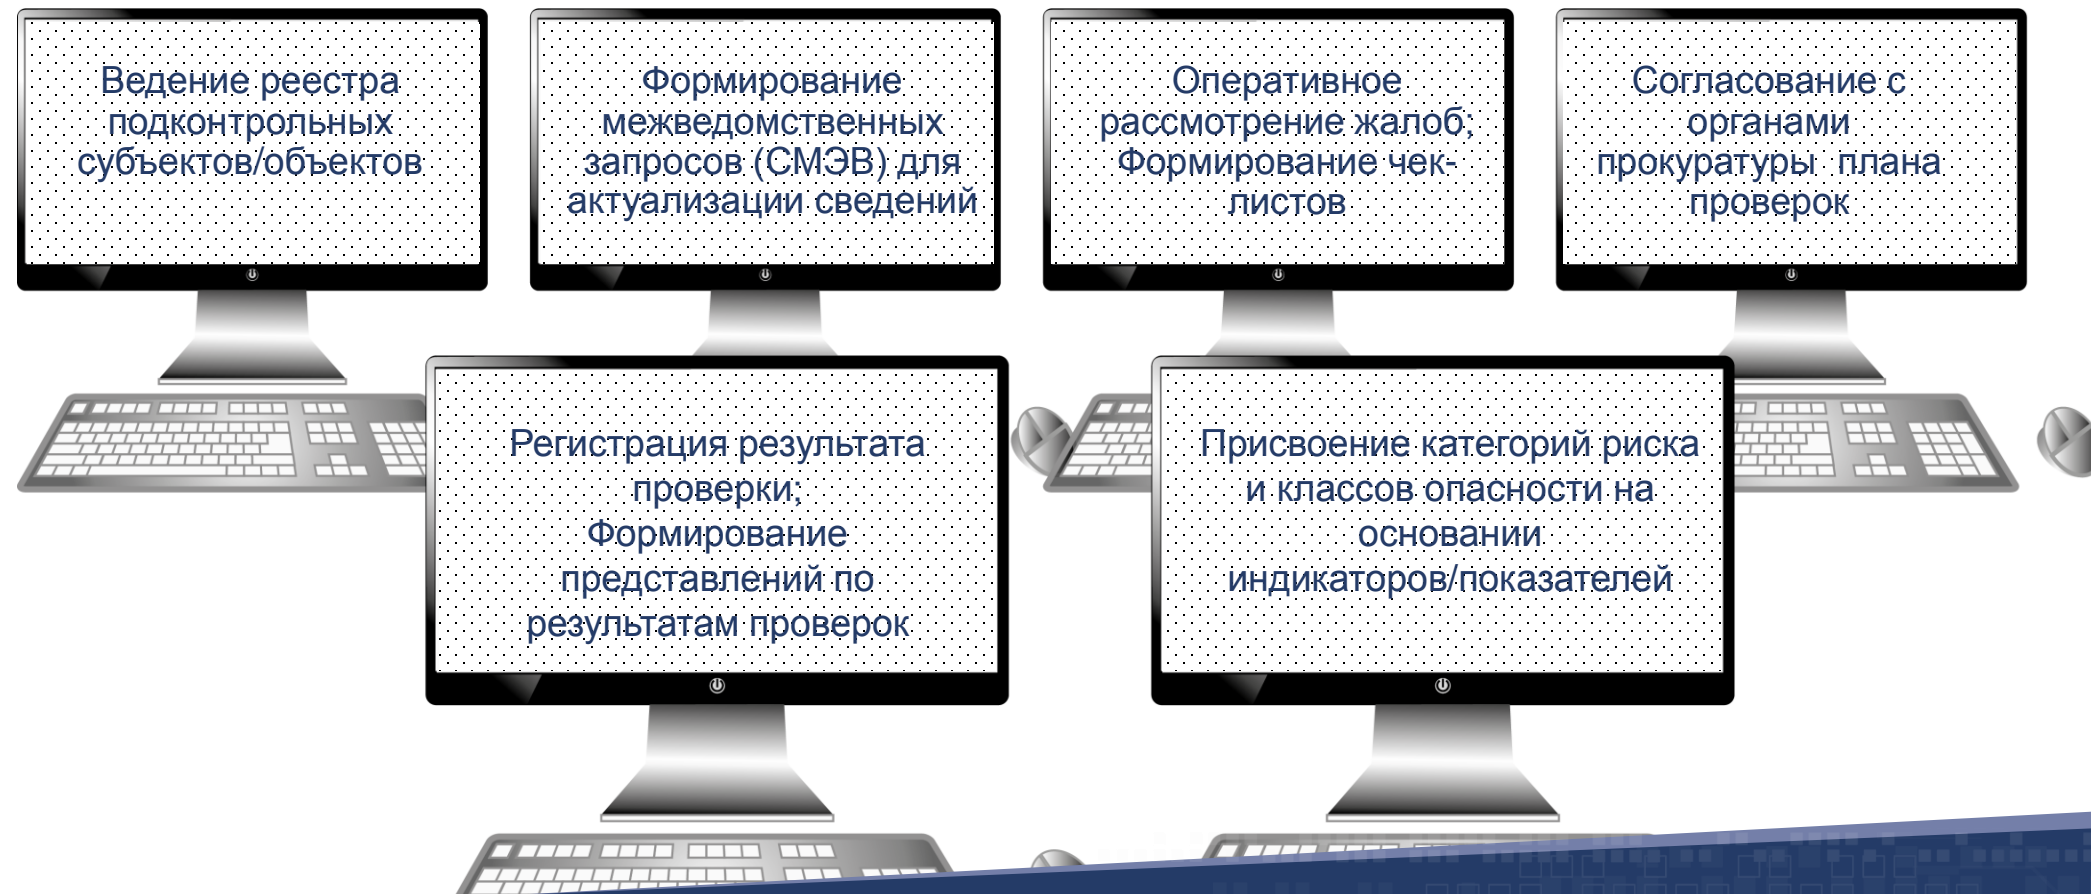 Ведение реестра
подконтрольных
субъектов/объектов
Формирование
межведомственных
запросов (СМЭВ) для
актуализации сведений
Оперативное
рассмотрение жалоб;
Формирование чек-
листов
Согласование с
органами
прокуратуры плана
проверок
Регистрация результата
проверки;
Формирование
представлений по
результатам проверок
Присвоение категорий риска
и классов опасности на
основании
индикаторов/показателей